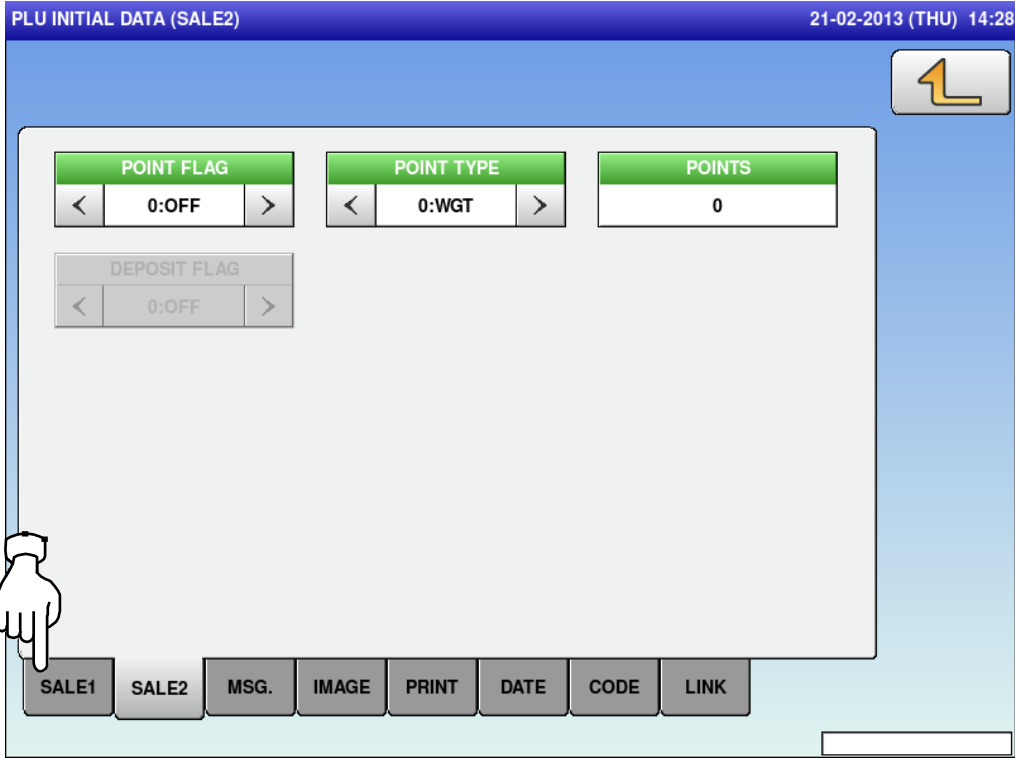 PLU INITIAL DATA (SALE2) 21-02-2013 (THU) 14:28
POINT FLAG POINT TYPE POINTS
0:OFF 0:WGT 0
DEPOSIT FLAG
0:OFF
SALE1 SALE2 MSG. IMAGE PRINT DATE CODE LINK